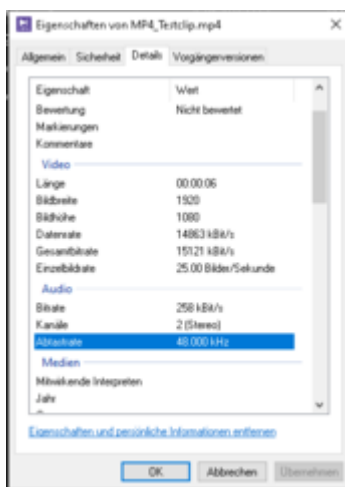 Eigenschaften von MP4_Testclip.mp4
Allgemein Sicherheit Details Vorgängerversionen
Eigenschaft Wert
Bewertung Nicht bewertet
Markierungen
Kommentare
Video
Länge 00:00:06
Bildbreite 1920
Bildhöhe 1080
Datenrate 14863 kBit/s
Gesamtbitrate 15121 kBit/s
Einzelbildrate 25.00 Bilder/Sekunde
Audio
Bitrate 258 kBit/s
Kanäle 2 (Stereo)
Abtastrate 48.000 kHz
Medien
Mitwirkende Interpreten
Jahr
Eigenschaften und persönliche Informationen entfernen
OK Abbrechen Übernehmen